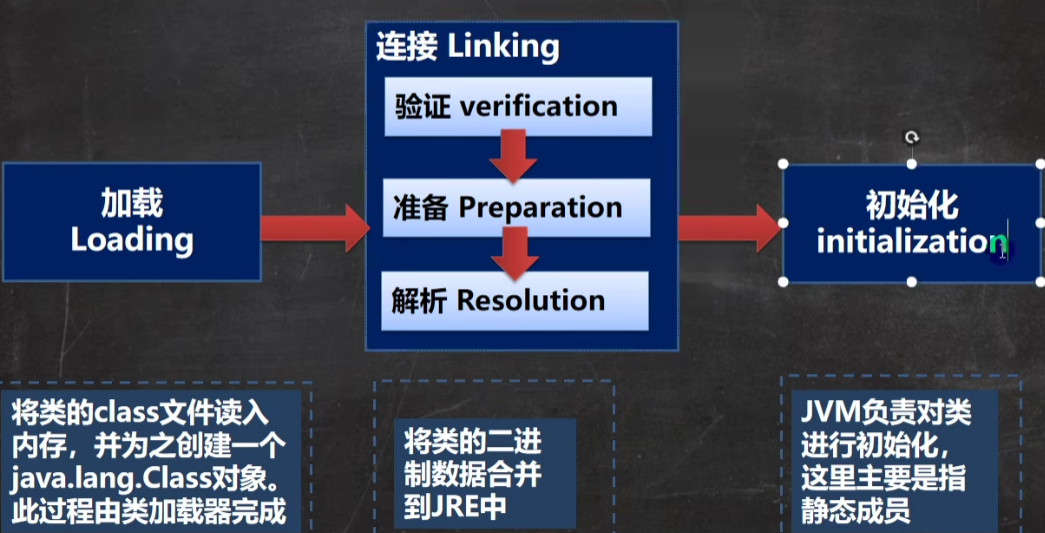 连接 Linking
验证 verification
准备 Preparation
解析 Resolution
加载
Loading
初始化
initialization
将类的class文件读入
内存，并为之创建一个
java.lang.Class对象。
此过程由类加载器完成
将类的二进
制数据合并
到JRE中
JVM负责对类
进行初始化，
这里主要是指
静态成员